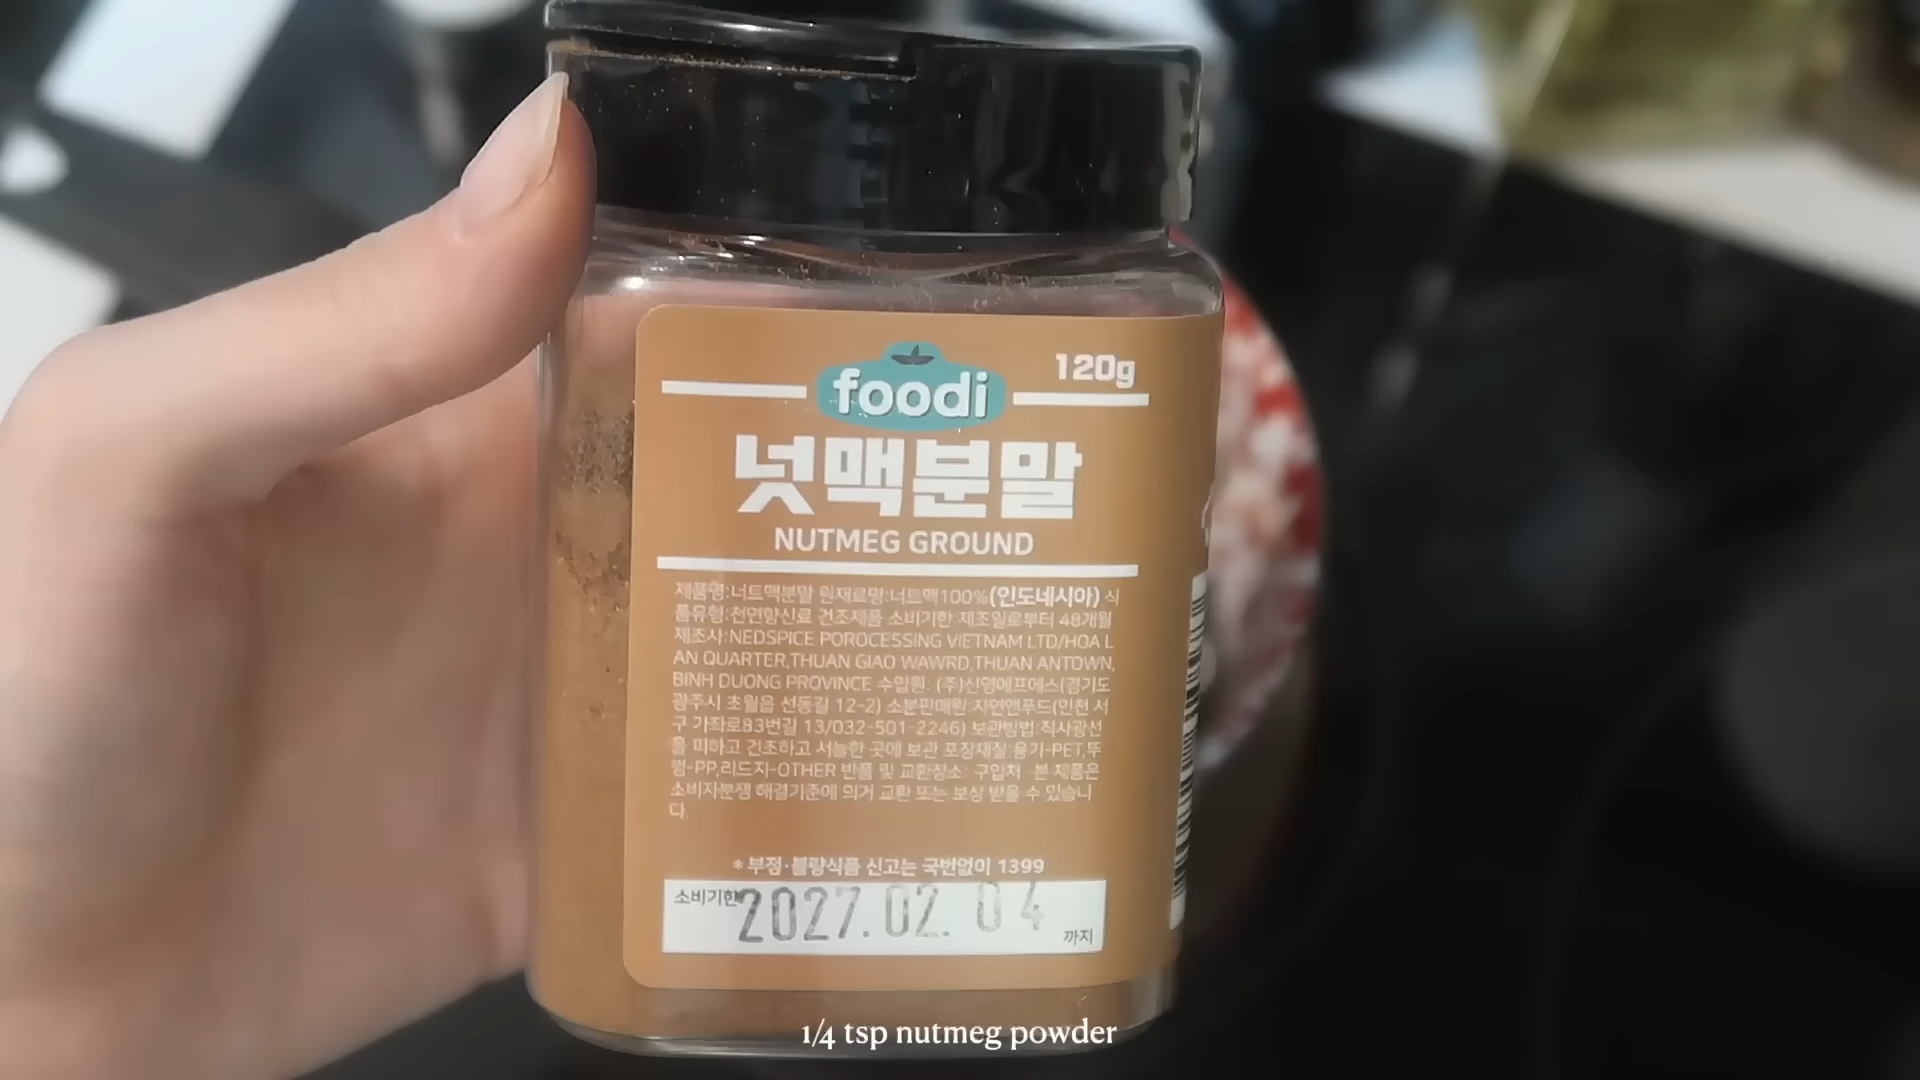 120g
foodi
넛맥분말
NUTMEG GROUND
제품명:너트맥분말 원재료명:너트맥100%(인도네시아) 식
품유형:천연향신료 건조제품 소비기한:제조일로부터 48개월
제조사:NEDSPICE POROCESSING VIETNAM LTD/HOA L
AN QUARTER,THUAN GIAO WAWRD,THUAN ANTOWN,
BINH DUONG PROVINCE 수입원: (주)신영에프에스(경기도
광주시 초월읍 선동길 12-2) 소분판매원:지연앤푸드(인천 서
구 가좌로83번길 13/032-501-2246) 보관방법:직사광선
을 피하고 건조하고 서늘한 곳에 보관 포장재질:용기-PET,뚜
껑-PP,리드지-OTHER 반품 및 교환장소: 구입처 본 제품은
소비자분쟁 해결기준에 의거 교환 또는 보상 받을 수 있습니
다.
*부정·불량식품 신고는 국번없이 1399
소비기한 2027.02.04 까지
1/4 tsp nutmeg powder